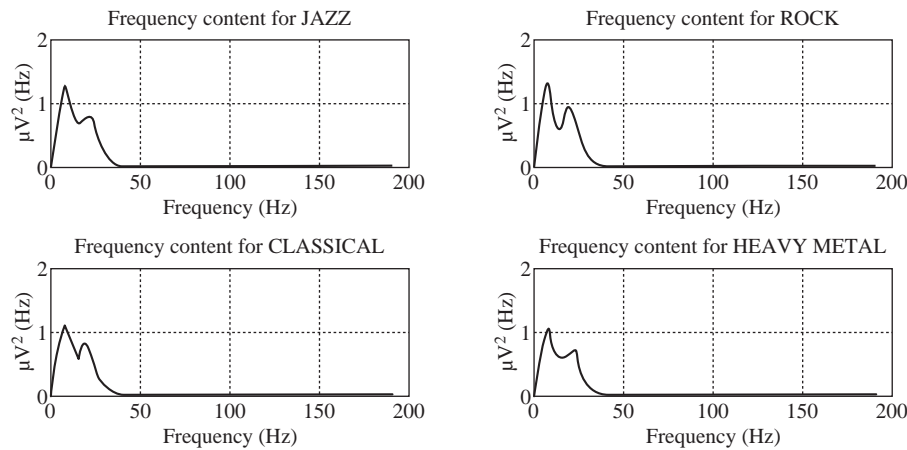 Frequency content for JAZZ
2
1
0
µV² (Hz)
0 50 100 150 200
Frequency (Hz)
Frequency content for ROCK
2
1
0
µV² (Hz)
0 50 100 150 200
Frequency (Hz)
Frequency content for CLASSICAL
2
1
0
µV² (Hz)
0 50 100 150 200
Frequency (Hz)
Frequency content for HEAVY METAL
2
1
0
µV² (Hz)
0 50 100 150 200
Frequency (Hz)